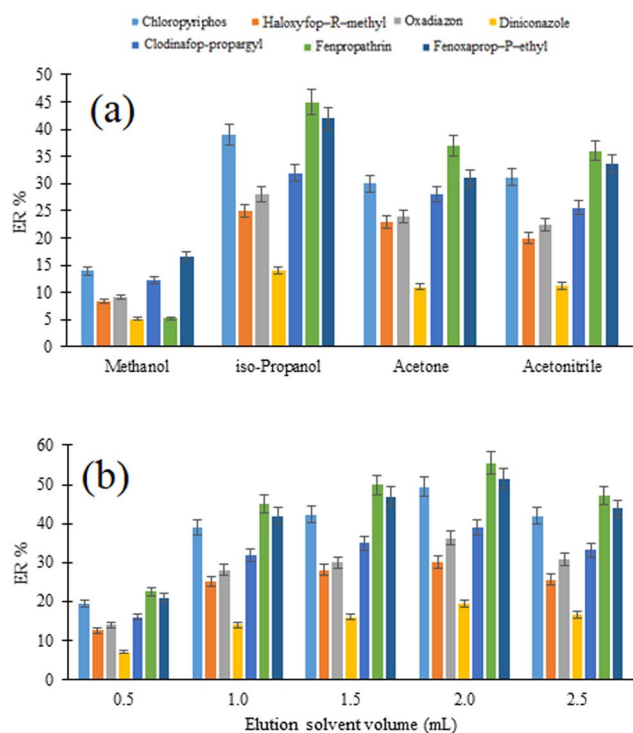 Chloropyriphos Haloxyfop–R–methyl Oxadiazon Diniconazole
Clodinafop-propargyl Fenpropathrin Fenoxaprop–P–ethyl
(a)
ER %
50
45
40
35
30
25
20
15
10
5
0
Methanol iso-Propanol Acetone Acetonitrile
(b)
ER %
60
50
40
30
20
10
0
0.5 1.0 1.5 2.0 2.5
Elution solvent volume (mL)